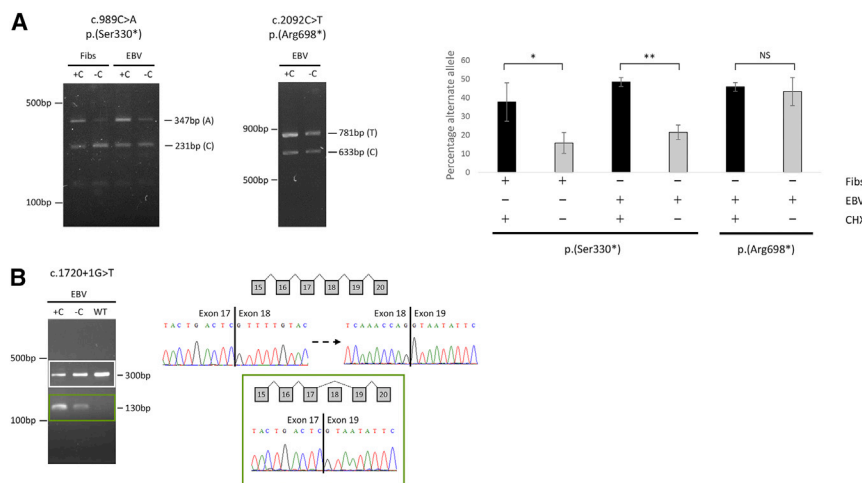 A
c.989C>A
p.(Ser330*)
Fibs EBV
+C -C +C -C
500bp
347bp (A)
231bp (C)
100bp
c.2092C>T
p.(Arg698*)
EBV
+C -C
900bp
781bp (T)
633bp (C)
500bp
Percentage alternate allele
60
50
40
30
20
10
0
* ** NS
+ + − − − − Fibs
− − + + + + EBV
+ − + − + − CHX
p.(Ser330*) p.(Arg698*)
B
c.1720+1G>T
EBV
+C -C WT
500bp
300bp
130bp
100bp
15 16 17 18 19 20
Exon 17 Exon 18
TACTGACTCGTTTTGTAC
Exon 18 Exon 19
TCAAACCAGGTAATATTC
15 16 17 18 19 20
Exon 17 Exon 19
TACTGACTCGTAATATTC